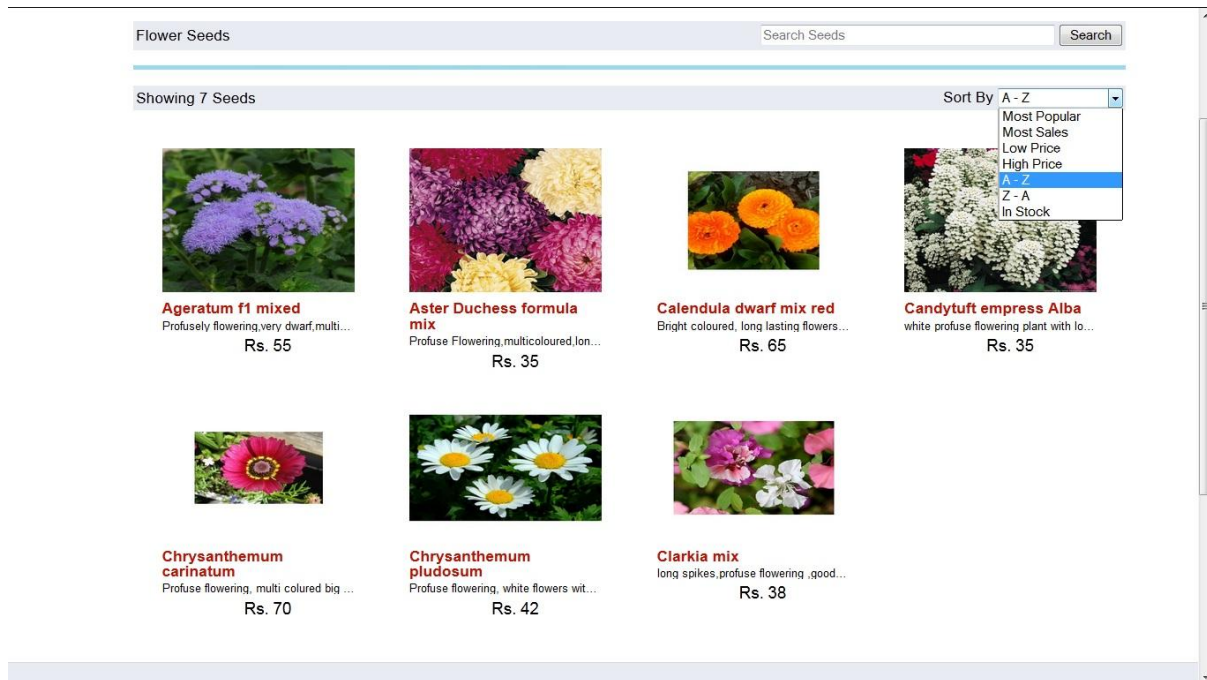 Flower Seeds
Search Seeds
Search
Showing 7 Seeds
Sort By
A - Z
Most Popular
Most Sales
Low Price
High Price
A - Z
Z - A
In Stock
Ageratum f1 mixed
Profusely flowering,very dwarf,multi...
Rs. 55
Aster Duchess formula
mix
Profuse Flowering,multicoloured,lon...
Rs. 35
Calendula dwarf mix red
Bright coloured, long lasting flowers...
Rs. 65
Candytuft empress Alba
white profuse flowering plant with lo...
Rs. 35
Chrysanthemum
carinatum
Profuse flowering, multi colured big ...
Rs. 70
Chrysanthemum
pludosum
Profuse flowering, white flowers wit...
Rs. 42
Clarkia mix
long spikes,profuse flowering ,good...
Rs. 38